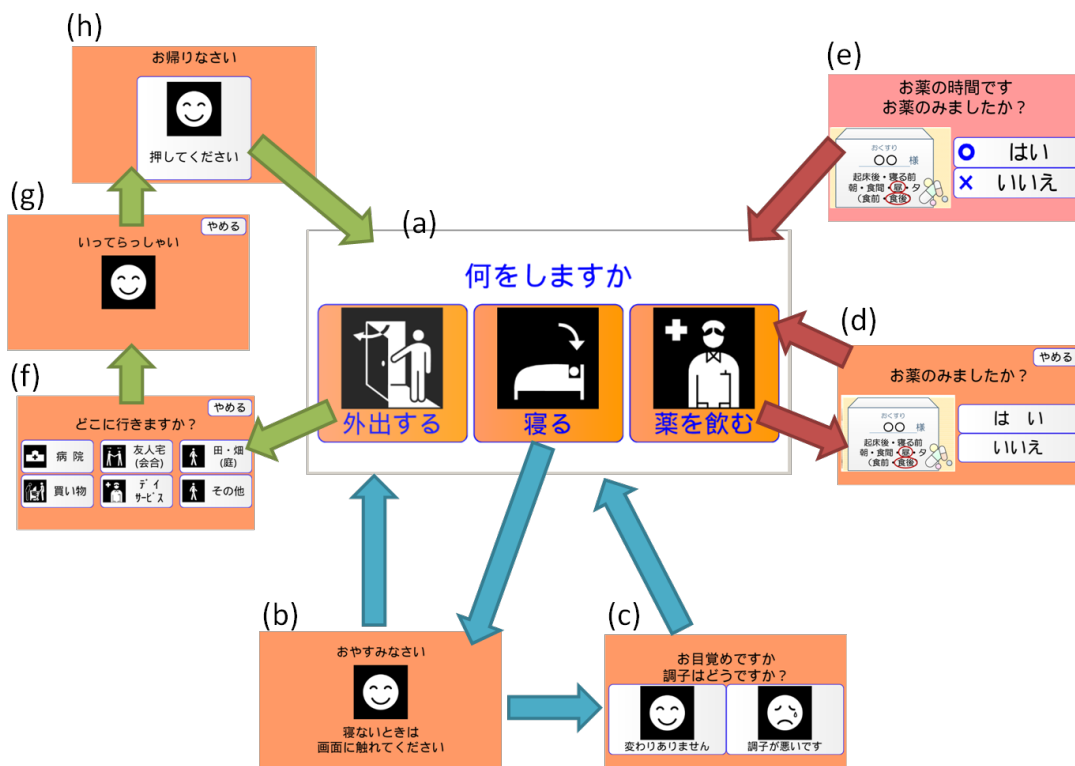 (h)
お帰りなさい
押してください
(e)
お薬の時間です
お薬のみましたか？
おくすり
○○ 様
起床後・寝る前
朝・食間・昼・夕
(食前・食後)
○ はい
× いいえ
(g)
やめる
いってらっしゃい
(a)
何をしますか
外出する
寝る
薬を飲む
(d)
やめる
お薬のみましたか？
おくすり
○○ 様
起床後・寝る前
朝・食間・昼・夕
(食前・食後)
は い
いいえ
(f)
やめる
どこに行きますか？
病 院
友人宅
(会合)
田・畑
(庭)
買い物
デイ
サービス
その他
(b)
おやすみなさい
寝ないときは
画面に触れてください
(c)
お目覚めですか
調子はどうですか？
変わりありません
調子が悪いです